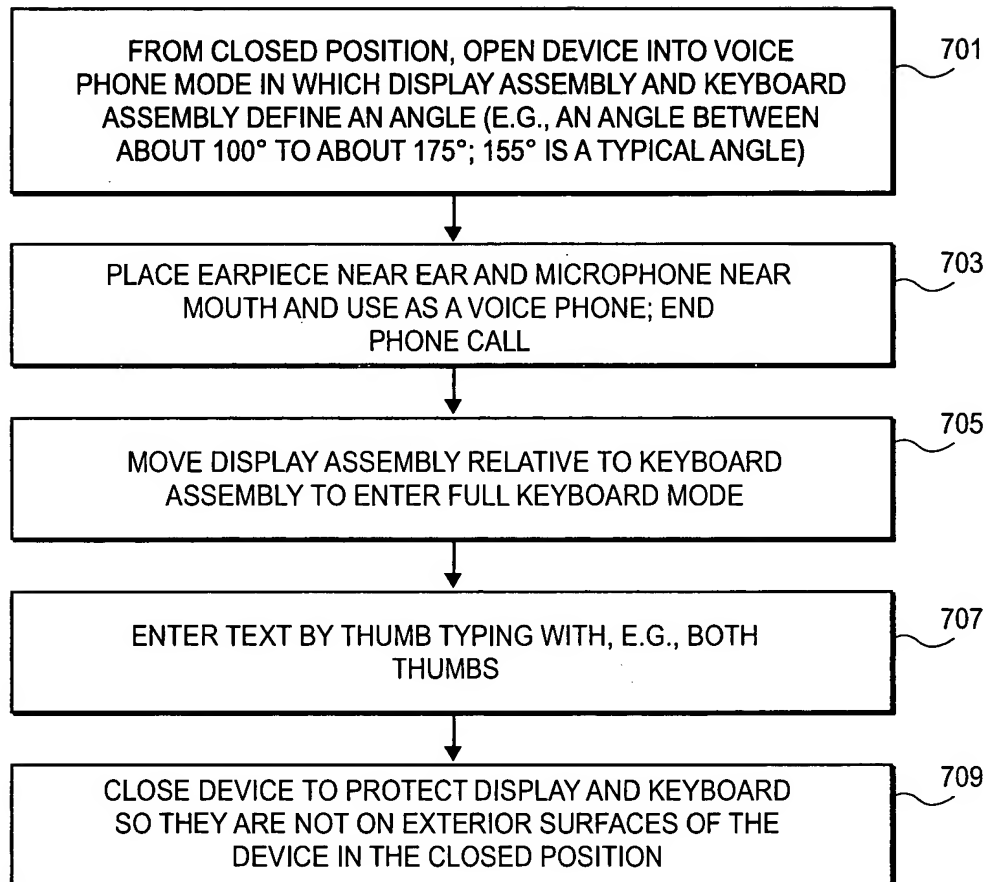 FROM CLOSED POSITION, OPEN DEVICE INTO VOICE
PHONE MODE IN WHICH DISPLAY ASSEMBLY AND KEYBOARD
ASSEMBLY DEFINE AN ANGLE (E.G., AN ANGLE BETWEEN
ABOUT 100° TO ABOUT 175°; 155° IS A TYPICAL ANGLE)
701
PLACE EARPIECE NEAR EAR AND MICROPHONE NEAR
MOUTH AND USE AS A VOICE PHONE; END
PHONE CALL
703
MOVE DISPLAY ASSEMBLY RELATIVE TO KEYBOARD
ASSEMBLY TO ENTER FULL KEYBOARD MODE
705
ENTER TEXT BY THUMB TYPING WITH, E.G., BOTH
THUMBS
707
CLOSE DEVICE TO PROTECT DISPLAY AND KEYBOARD
SO THEY ARE NOT ON EXTERIOR SURFACES OF THE
DEVICE IN THE CLOSED POSITION
709